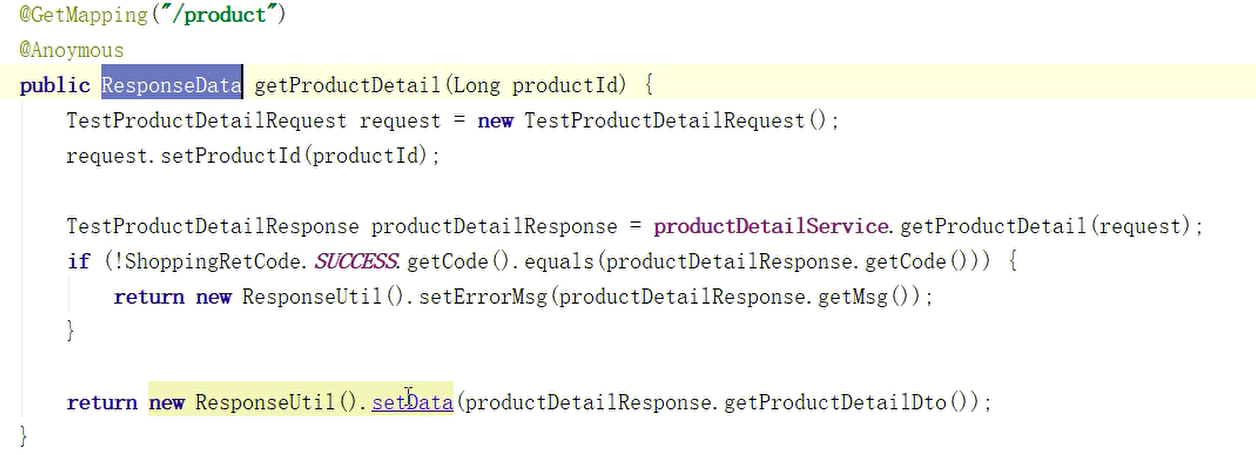 @GetMapping("/product")
@Anoymous
public ResponseData getProductDetail(Long productId) {
TestProductDetailRequest request = new TestProductDetailRequest();
request.setProductId(productId);
TestProductDetailResponse productDetailResponse = productDetailService.getProductDetail(request);
if (!ShoppingRetCode.SUCCESS.getCode().equals(productDetailResponse.getCode())) {
return new ResponseUtil().setErrorMsg(productDetailResponse.getMsg());
}
return new ResponseUtil().setData(productDetailResponse.getProductDetailDto());
}